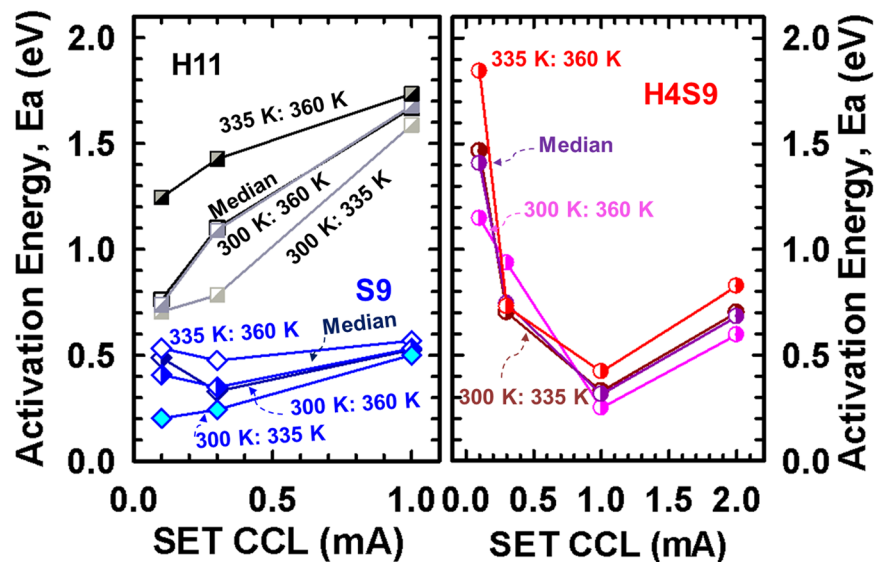 Activation Energy, Ea (eV)
2.0
1.5
1.0
0.5
0.0
H11
335 K: 360 K
Median
300 K: 360 K
300 K: 335 K
S9
335 K: 360 K
Median
300 K: 360 K
300 K: 335 K
0.0
0.5
1.0
SET CCL (mA)
335 K: 360 K
H4S9
Median
300 K: 360 K
300 K: 335 K
0.0 0.5 1.0 1.5 2.0
SET CCL (mA)
2.0
1.5
1.0
0.5
0.0
Activation Energy, Ea (eV)